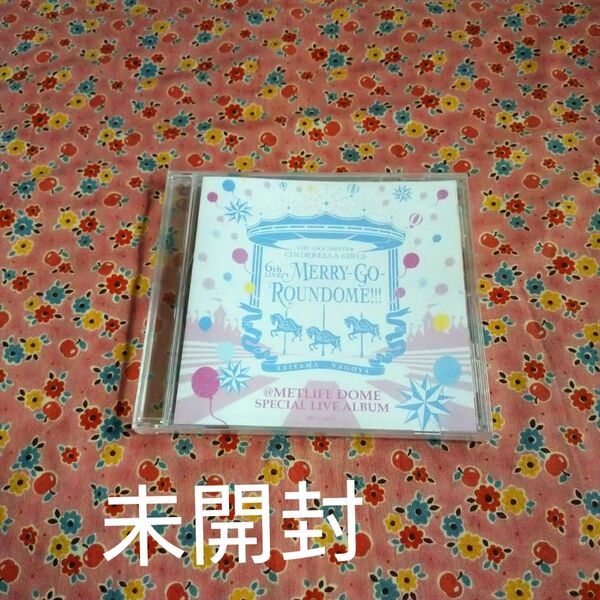 THE IDOLM@STER
CINDERELLA GIRLS
6th
LIVE
MERRY-GO-
ROUNDOME!!!
SAITAMA・NAGOYA
@METLIFE DOME
SPECIAL LIVE ALBUM
未開封